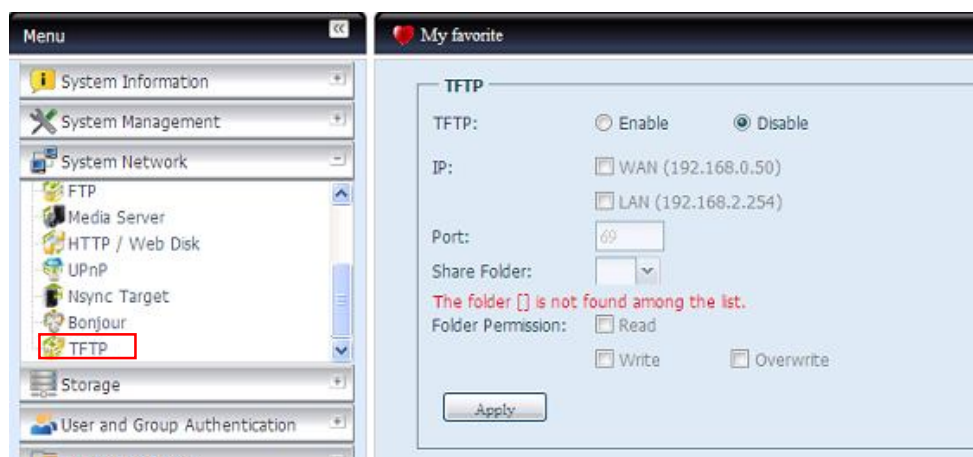 Menu
System Information
System Management
System Network
FTP
Media Server
HTTP / Web Disk
UPnP
Nsync Target
Bonjour
TFTP
Storage
User and Group Authentication
My favorite
TFTP
TFTP: Enable Disable
IP: WAN (192.168.0.50)
LAN (192.168.2.254)
Port: 69
Share Folder:
The folder [] is not found among the list.
Folder Permission: Read
Write Overwrite
Apply